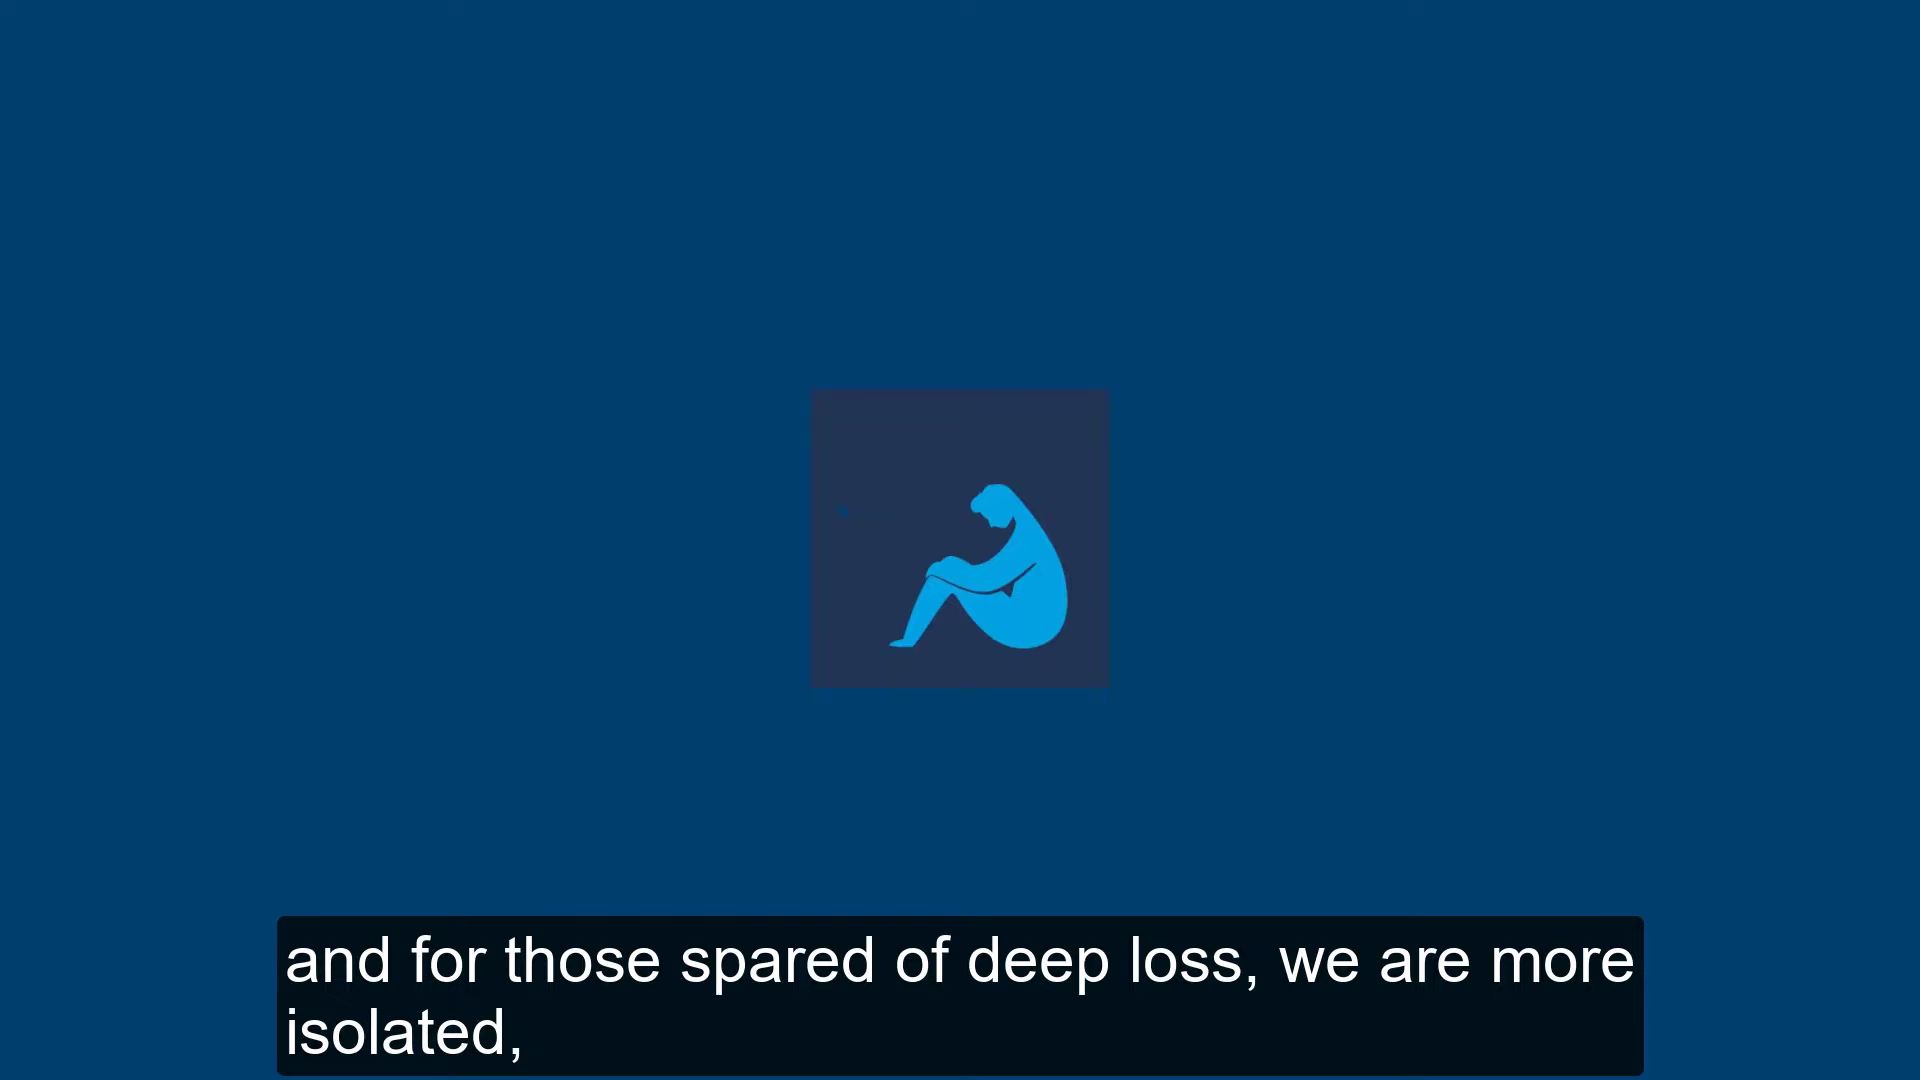 and for those spared of deep loss, we are more
isolated,